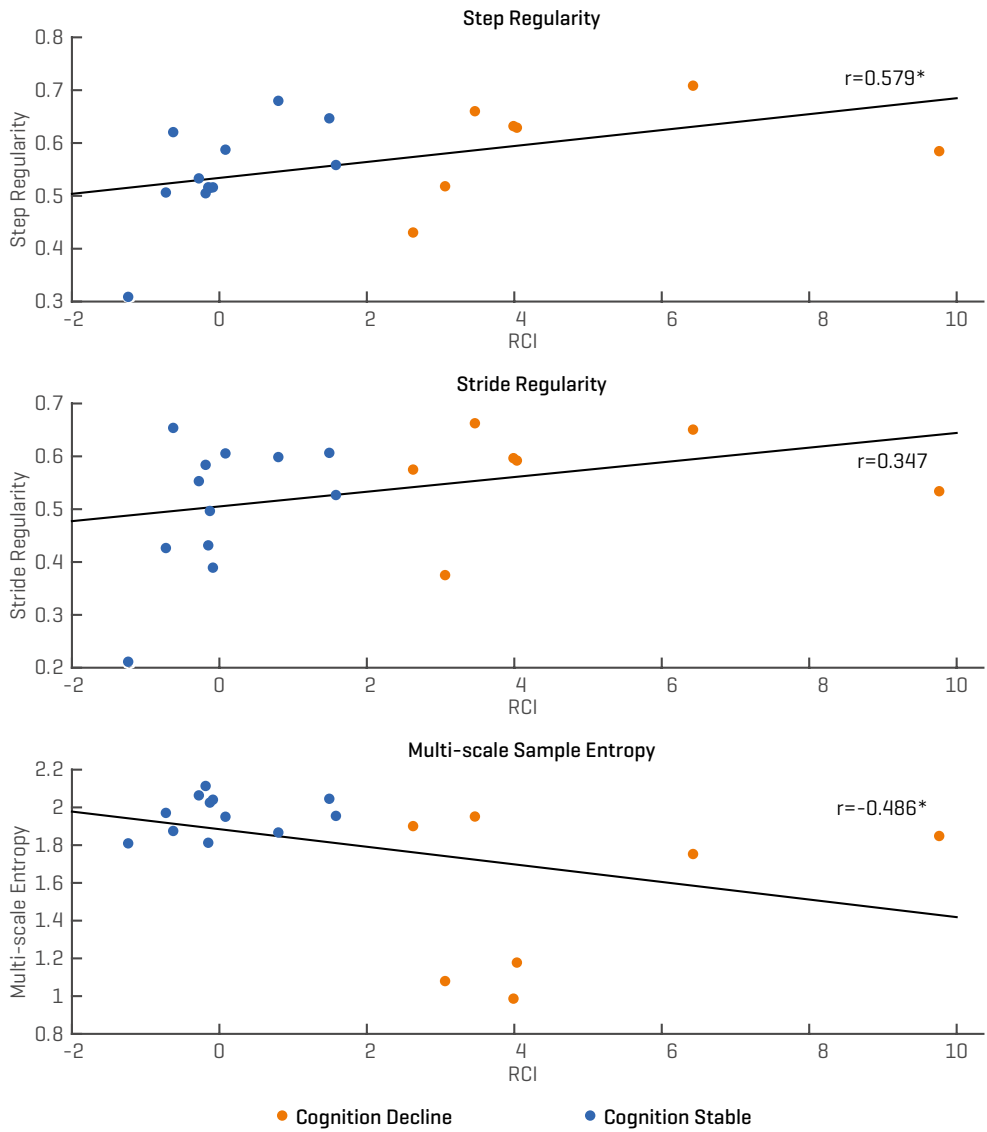 Step Regularity
0.8
0.7
r=0.579*
0.6
0.5
0.4
0.3
Step Regularity
-2 0 2 4 6 8 10
RCI
Stride Regularity
0.7
0.6
r=0.347
0.5
0.4
0.3
0.2
Stride Regularity
-2 0 2 4 6 8 10
RCI
Multi-scale Sample Entropy
2.2
2
r=-0.486*
1.8
1.6
1.4
1.2
1
0.8
Multi-scale Entropy
-2 0 2 4 6 8 10
RCI
Cognition Decline Cognition Stable